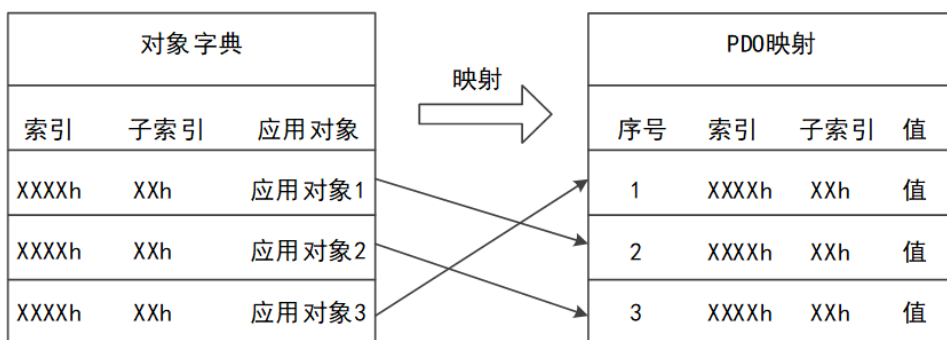 对象字典
映射
PDO映射
索引 子索引 应用对象
序号 索引 子索引 值
XXXXh XXh 应用对象1
1 XXXXh XXh 值
XXXXh XXh 应用对象2
2 XXXXh XXh 值
XXXXh XXh 应用对象3
3 XXXXh XXh 值